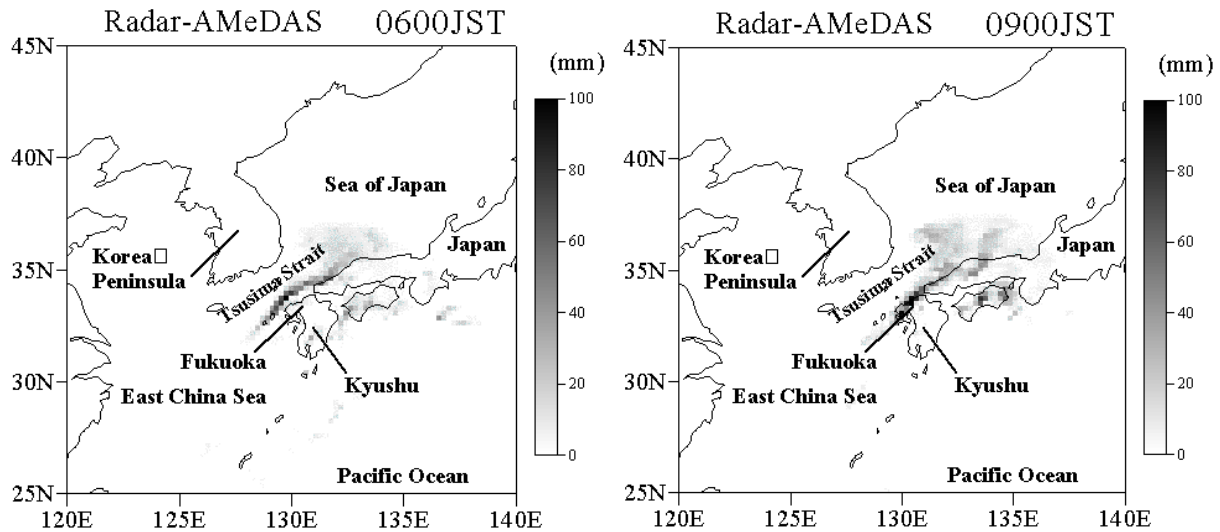 Radar-AMeDAS 0600JST
45N
(mm)
100
40N
80
Sea of Japan
60
Korea□
Peninsula
Japan
35N
Tsusima Strait
40
Fukuoka
Kyushu
30N
20
East China Sea
0
Pacific Ocean
25N
120E 125E 130E 135E 140E
Radar-AMeDAS 0900JST
45N
(mm)
100
40N
80
Sea of Japan
60
Korea□
Peninsula
Japan
35N
Tsusima Strait
40
Fukuoka
Kyushu
30N
20
East China Sea
0
Pacific Ocean
25N
120E 125E 130E 135E 140E